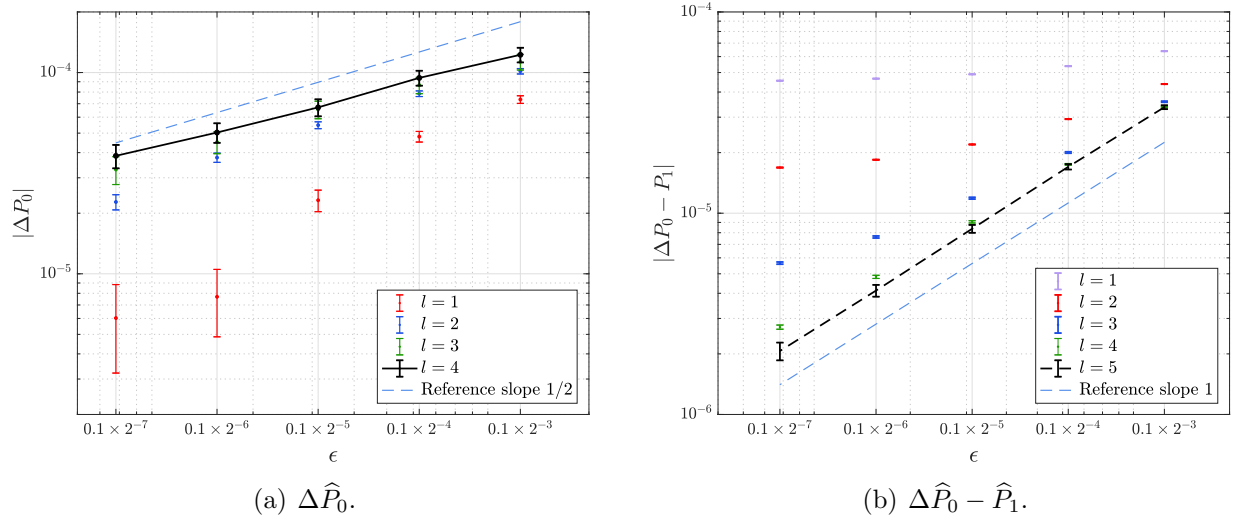 10^{-4}
10^{-5}
|ΔP_0|
0.1 × 2^{-7}
0.1 × 2^{-6}
0.1 × 2^{-5}
0.1 × 2^{-4}
0.1 × 2^{-3}
ϵ
l = 1
l = 2
l = 3
l = 4
Reference slope 1/2
(a) ΔP̂_0.
10^{-4}
10^{-5}
10^{-6}
|ΔP_0 − P_1|
0.1 × 2^{-7}
0.1 × 2^{-6}
0.1 × 2^{-5}
0.1 × 2^{-4}
0.1 × 2^{-3}
ϵ
l = 1
l = 2
l = 3
l = 4
l = 5
Reference slope 1
(b) ΔP̂_0 − P̂_1.